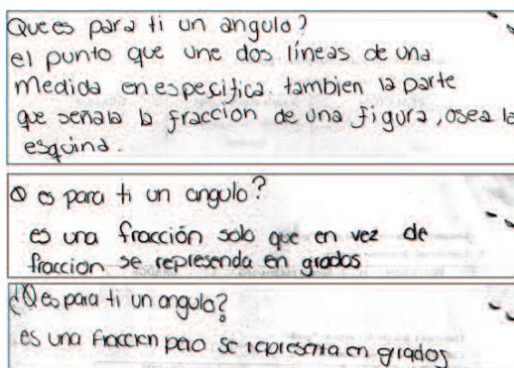 Que es para ti un angulo?
el punto que une dos líneas de una
medida en espesifica. tambien la parte
que señala la fraccion de una figura, osea la
esquina.
Q es para ti un angulo?
es una fracción solo que en vez de
fraccion se representa en grados
¿Q es para ti un angulo?
es una fraccion pero se representa en grados